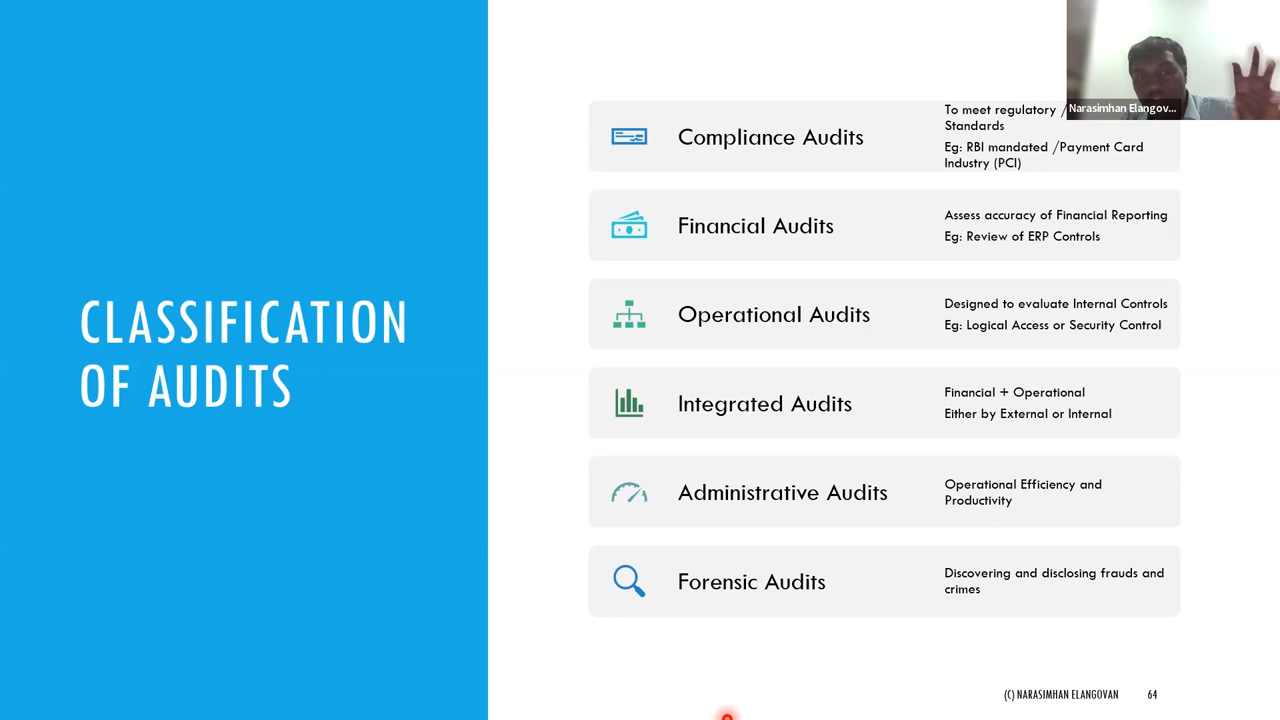 Narasimhan Elangov...
CLASSIFICATION
OF AUDITS
Compliance Audits
To meet regulatory /
Standards
Eg: RBI mandated /Payment Card
Industry (PCI)
Financial Audits
Assess accuracy of Financial Reporting
Eg: Review of ERP Controls
Operational Audits
Designed to evaluate Internal Controls
Eg: Logical Access or Security Control
Integrated Audits
Financial + Operational
Either by External or Internal
Administrative Audits
Operational Efficiency and
Productivity
Forensic Audits
Discovering and disclosing frauds and
crimes
(C) NARASIMHAN ELANGOVAN
64